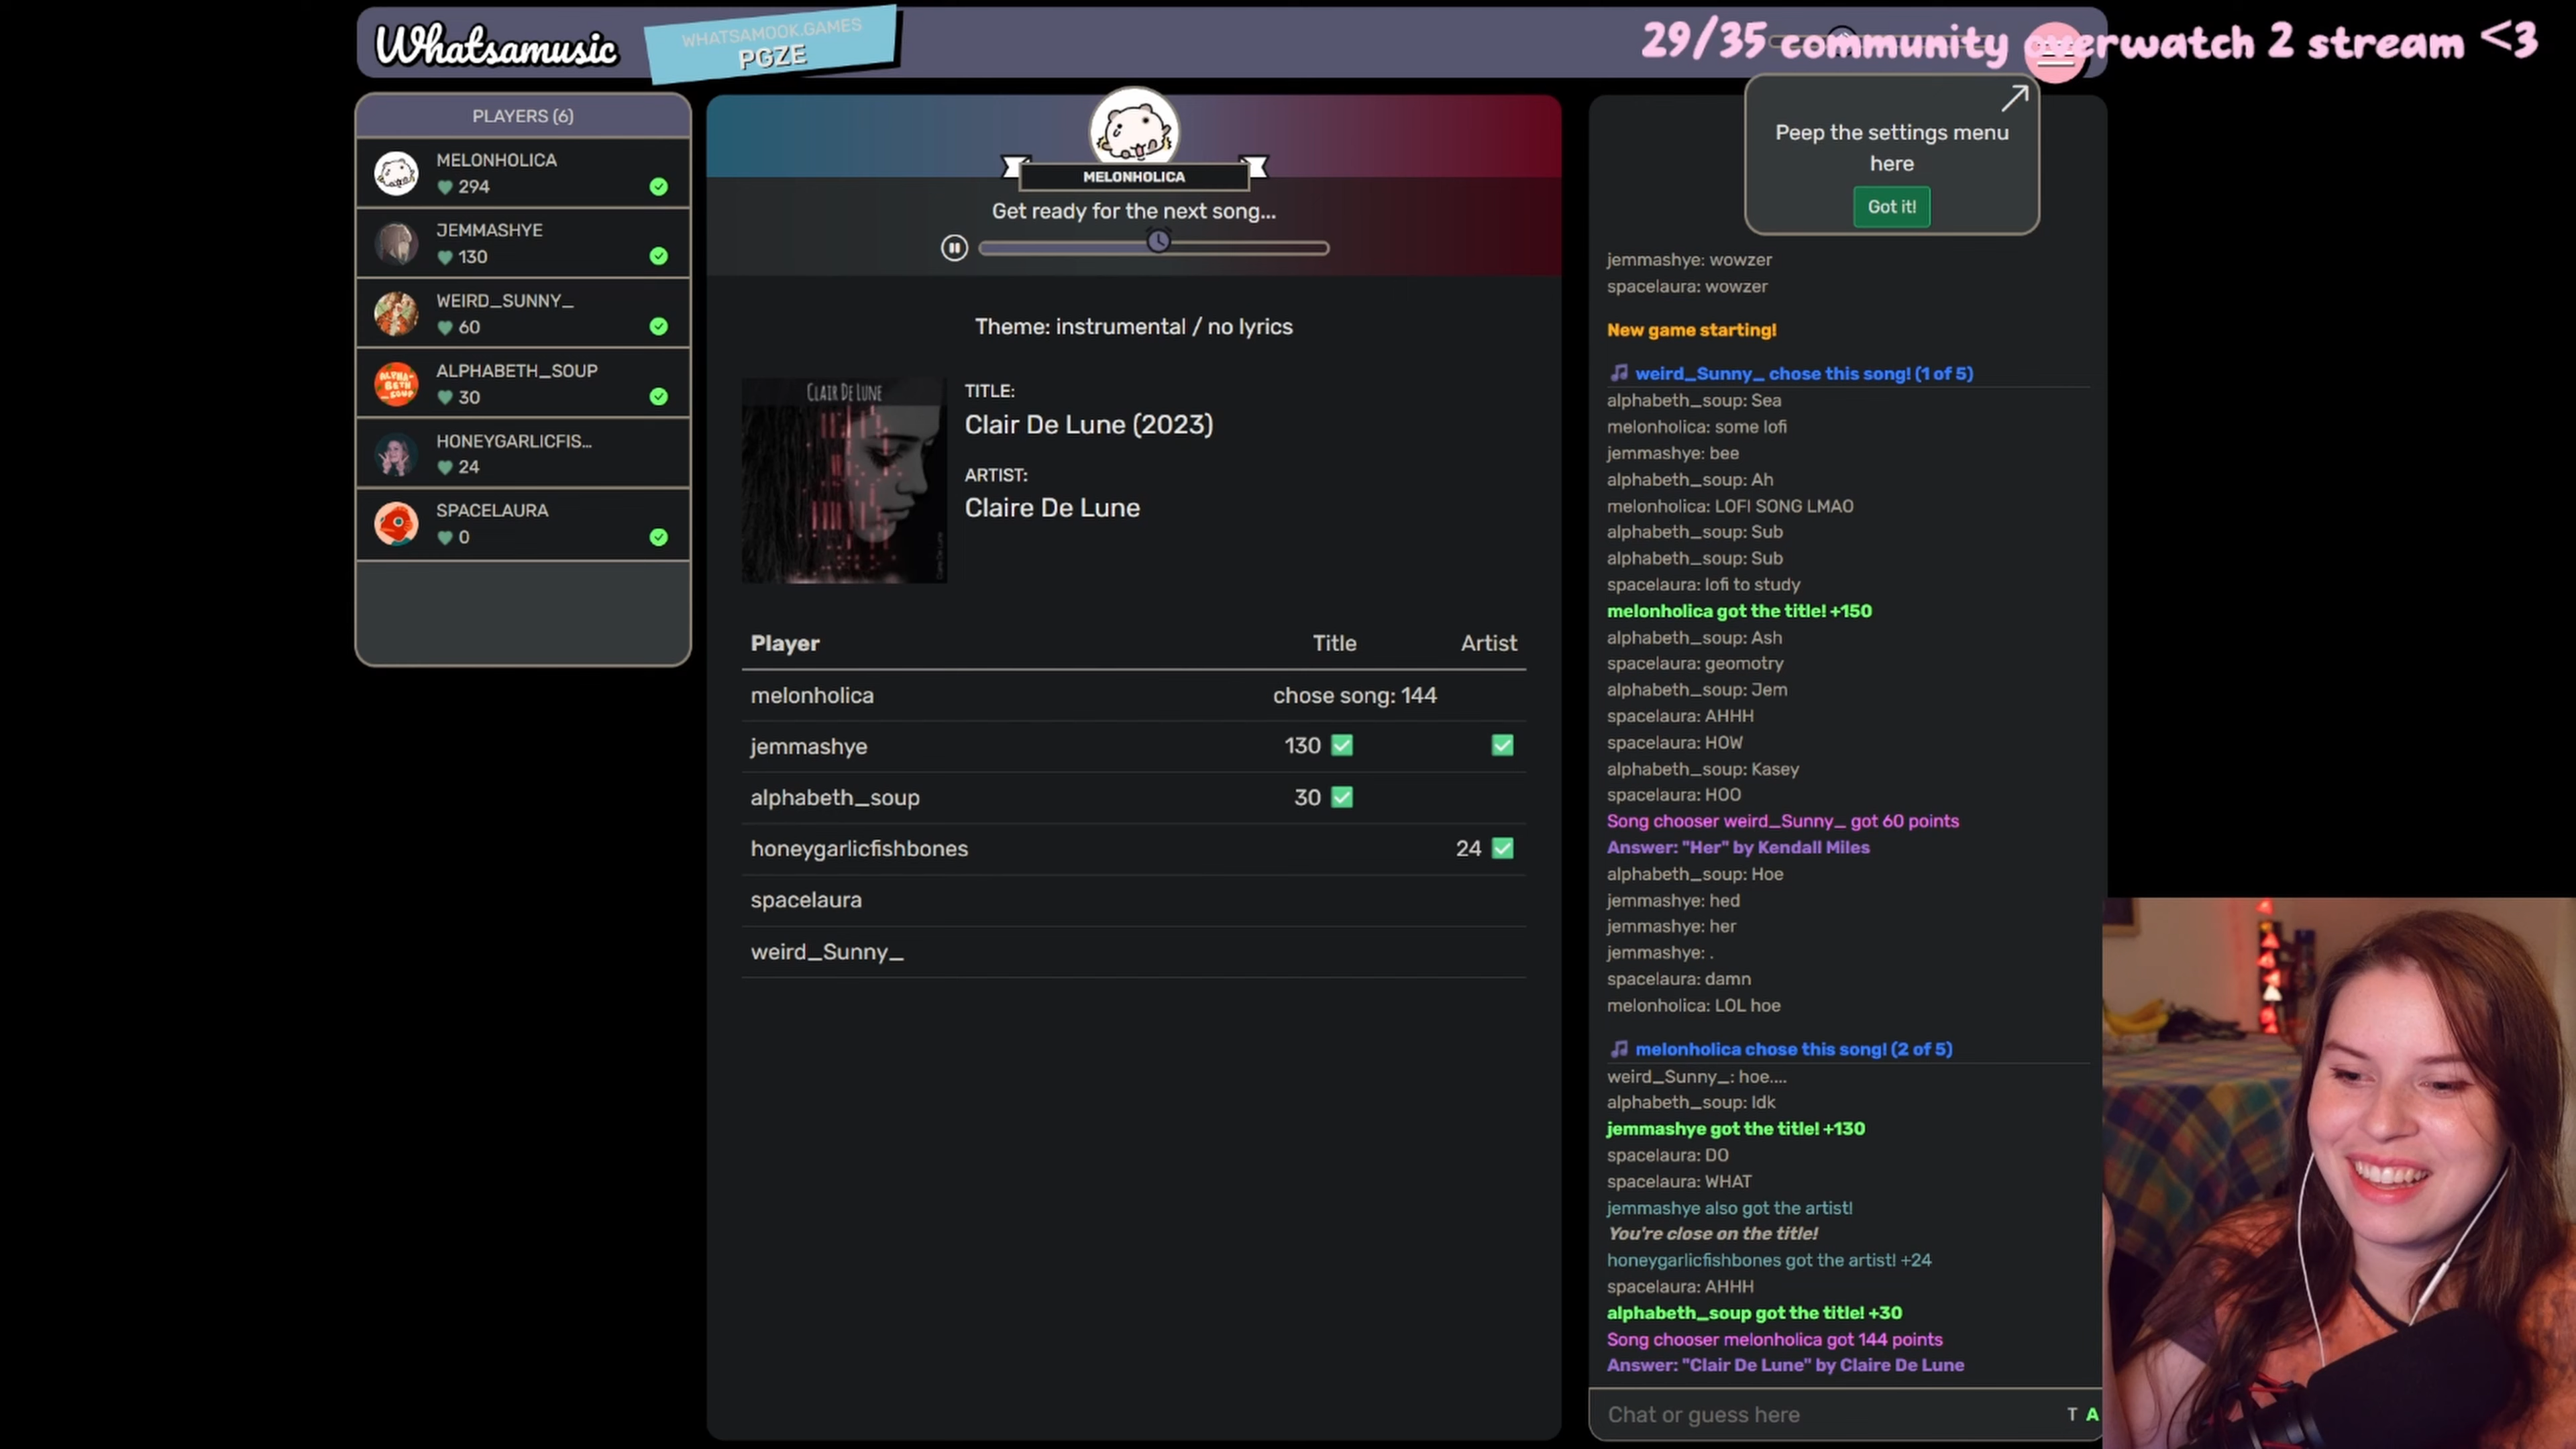 Whatsamusic
WHATSAMOOK.GAMES
PGZE
29/35 community overwatch 2 stream <3
PLAYERS (6)
MELONHOLICA
294
JEMMASHYE
130
WEIRD_SUNNY_
60
ALPHABETH_SOUP
30
HONEYGARLICFIS...
24
SPACELAURA
0
MELONHOLICA
Get ready for the next song...
Theme: instrumental / no lyrics
CLAIR DE LUNE
TITLE:
Clair De Lune (2023)
ARTIST:
Claire De Lune
Player Title Artist
melonholica chose song: 144
jemmashye 130
alphabeth_soup 30
honeygarlicfishbones 24
spacelaura
weird_Sunny_
Peep the settings menu
here
Got it!
jemmashye: wowzer
spacelaura: wowzer
New game starting!
weird_Sunny_ chose this song! (1 of 5)
alphabeth_soup: Sea
melonholica: some lofi
jemmashye: bee
alphabeth_soup: Ah
melonholica: LOFI SONG LMAO
alphabeth_soup: Sub
alphabeth_soup: Sub
spacelaura: lofi to study
melonholica got the title! +150
alphabeth_soup: Ash
spacelaura: geomotry
alphabeth_soup: Jem
spacelaura: AHHH
spacelaura: HOW
alphabeth_soup: Kasey
spacelaura: HOO
Song chooser weird_Sunny_ got 60 points
Answer: "Her" by Kendall Miles
alphabeth_soup: Hoe
jemmashye: hed
jemmashye: her
jemmashye: .
spacelaura: damn
melonholica: LOL hoe
melonholica chose this song! (2 of 5)
weird_Sunny_: hoe....
alphabeth_soup: Idk
jemmashye got the title! +130
spacelaura: DO
spacelaura: WHAT
jemmashye also got the artist!
You're close on the title!
honeygarlicfishbones got the artist! +24
spacelaura: AHHH
alphabeth_soup got the title! +30
Song chooser melonholica got 144 points
Answer: "Clair De Lune" by Claire De Lune
Chat or guess here
T A